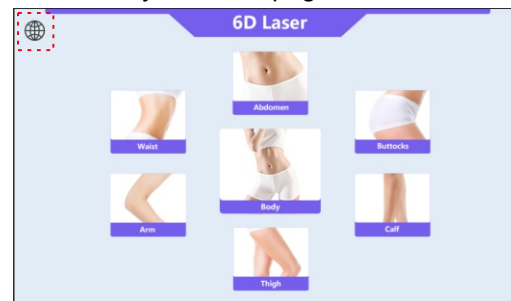 6D Laser
Abdomen
Waist
Buttocks
Body
Arm
Calf
Thigh